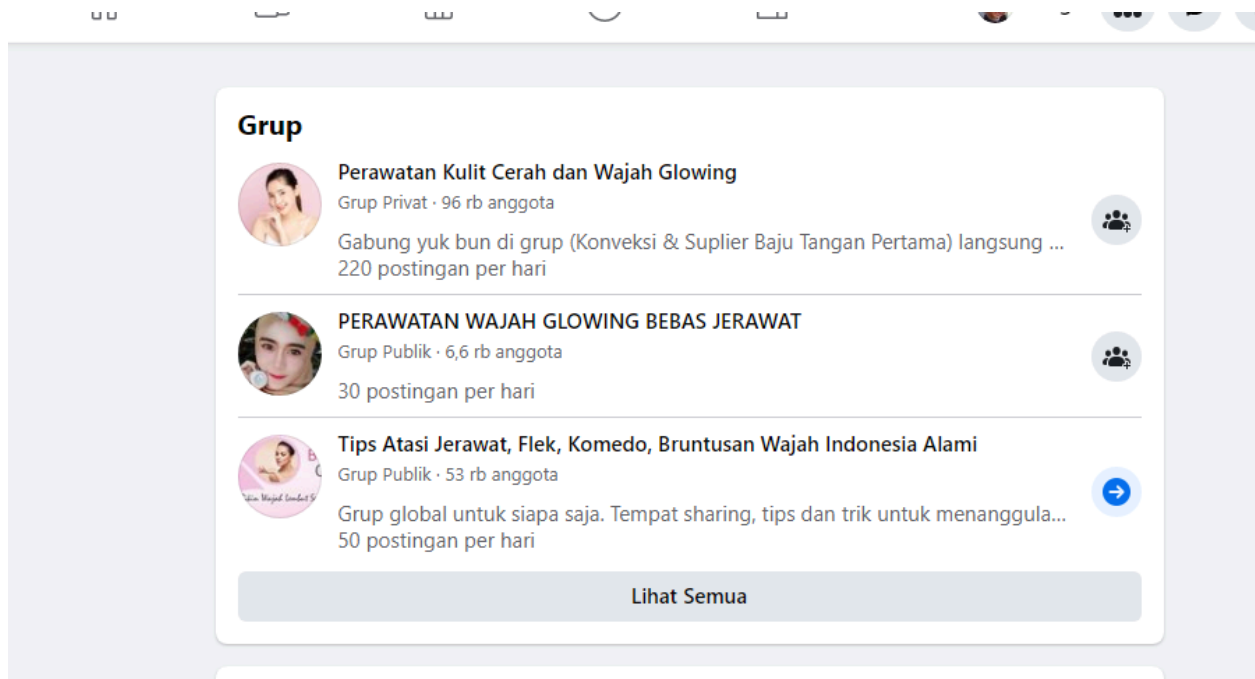 Grup
Perawatan Kulit Cerah dan Wajah Glowing
Grup Privat · 96 rb anggota
Gabung yuk bun di grup (Konveksi & Suplier Baju Tangan Pertama) langsung ...
220 postingan per hari
PERAWATAN WAJAH GLOWING BEBAS JERAWAT
Grup Publik · 6,6 rb anggota
30 postingan per hari
Tips Atasi Jerawat, Flek, Komedo, Bruntusan Wajah Indonesia Alami
Grup Publik · 53 rb anggota
Grup global untuk siapa saja. Tempat sharing, tips dan trik untuk menanggula...
50 postingan per hari
Lihat Semua